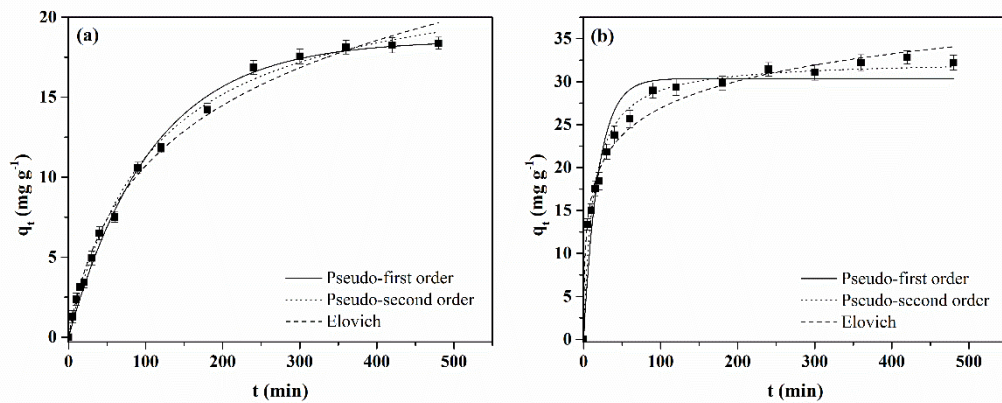 (a)
20
15
10
5
0
q_t (mg g⁻¹)
0 100 200 300 400 500
t (min)
Pseudo-first order
Pseudo-second order
Elovich
(b)
35
30
25
20
15
10
5
0
q_t (mg g⁻¹)
0 100 200 300 400 500
t (min)
Pseudo-first order
Pseudo-second order
Elovich